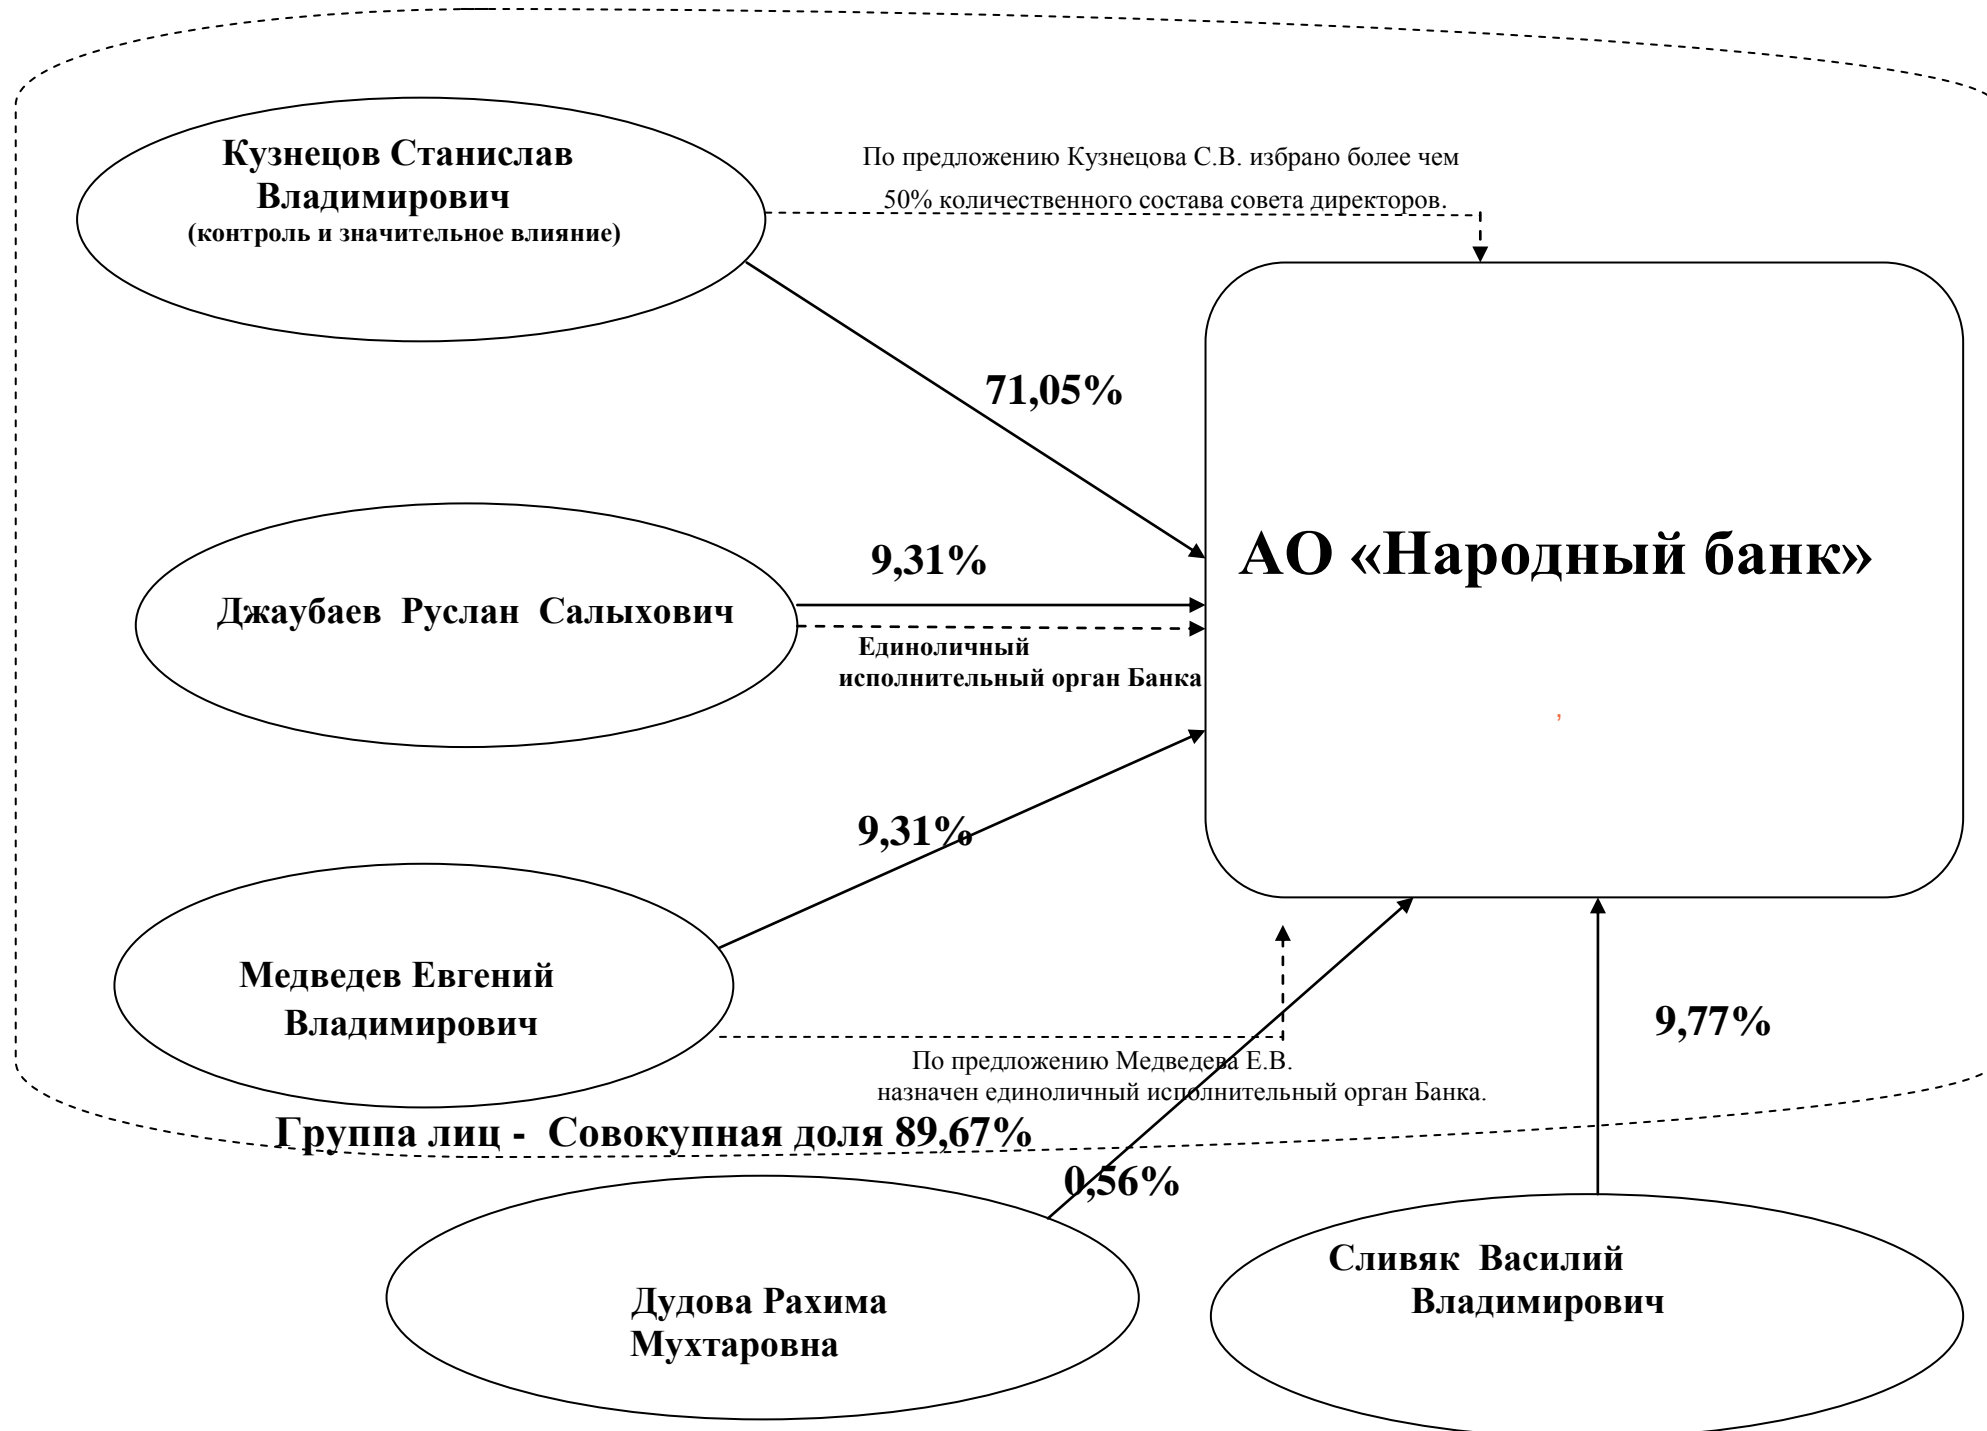 Кузнецов Станислав
Владимирович
(контроль и значительное влияние)
По предложению Кузнецова С.В. избрано более чем
50% количественного состава совета директоров.
71,05%
АО «Народный банк»
9,31%
Джаубаев Руслан Салыхович
Единоличный
исполнительный орган Банка
,
9,31%
Медведев Евгений
Владимирович
9,77%
По предложению Медведева Е.В.
назначен единоличный исполнительный орган Банка.
Группа лиц - Совокупная доля 89,67%
0,56%
Дудова Рахима
Мухтаровна
Сливяк Василий
Владимирович